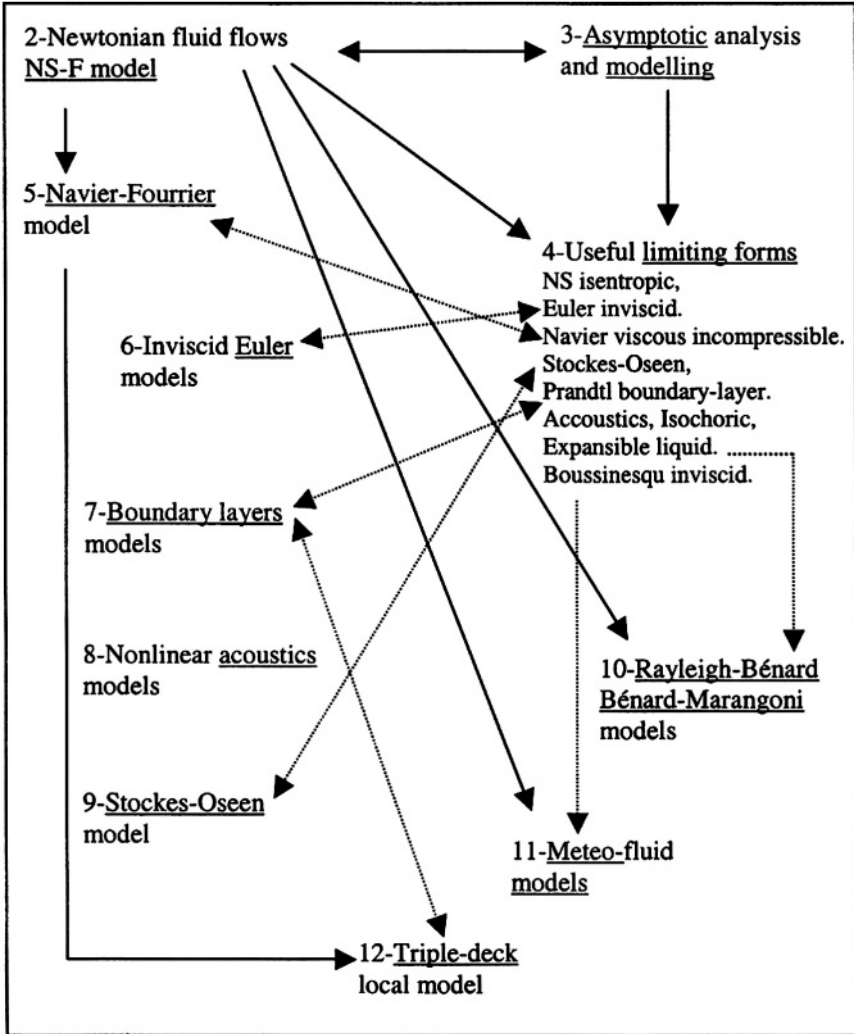 2-Newtonian fluid flows
NS-F model
3-Asymptotic analysis
and modelling
5-Navier-Fourrier
model
4-Useful limiting forms
NS isentropic,
Euler inviscid.
Navier viscous incompressible.
Stockes-Oseen,
Prandtl boundary-layer.
Accoustics, Isochoric,
Expansible liquid.
Boussinesqu inviscid.
6-Inviscid Euler
models
7-Boundary layers
models
8-Nonlinear acoustics
models
10-Rayleigh-Bénard
Bénard-Marangoni
models
9-Stockes-Oseen
model
11-Meteo-fluid
models
12-Triple-deck
local model